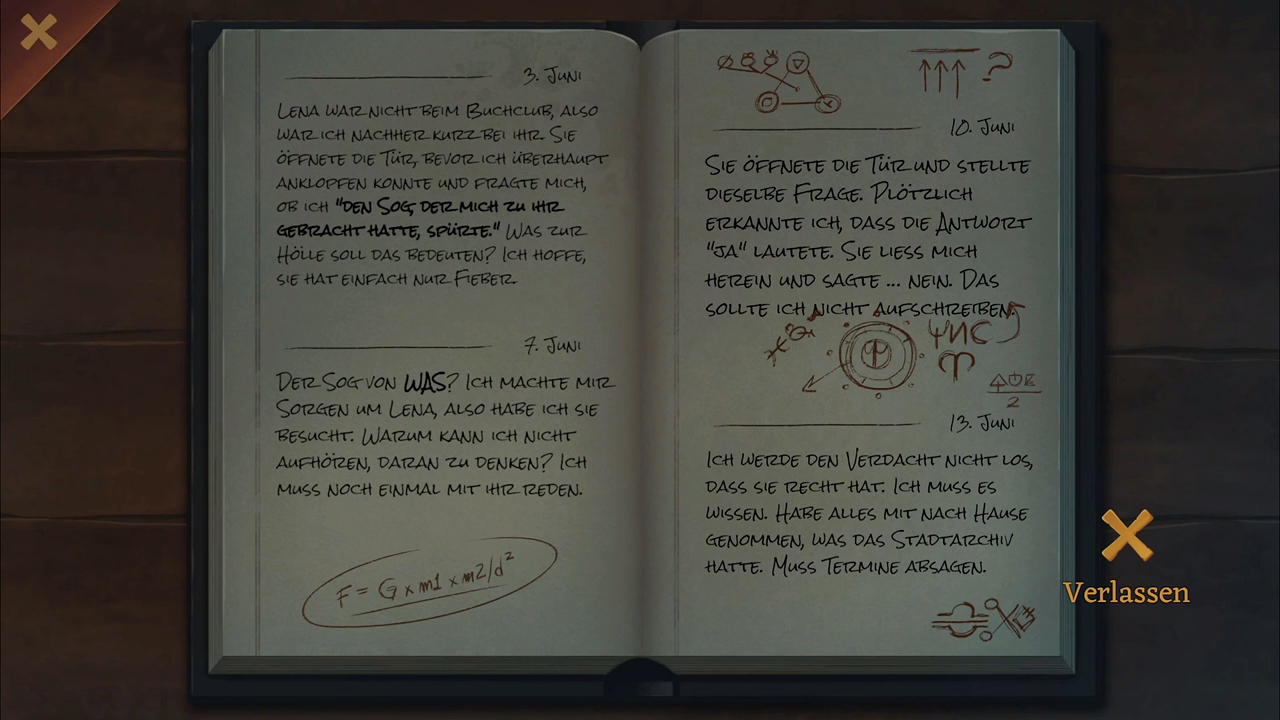 3. Juni
Lena war nicht beim Buchclub, also
war ich nachher kurz bei ihr. Sie
öffnete die Tür, bevor ich überhaupt
anklopfen konnte und fragte mich,
ob ich "den Sog, der mich zu ihr
gebracht hatte, spürte." Was zur
Hölle soll das bedeuten? Ich hoffe,
sie hat einfach nur Fieber.
7. Juni
Der Sog von WAS? Ich machte mir
Sorgen um Lena, also habe ich sie
besucht. Warum kann ich nicht
aufhören, daran zu denken? Ich
muss noch einmal mit ihr reden.
F = G x m1 x m2/d²
?
10. Juni
Sie öffnete die Tür und stellte
dieselbe Frage. Plötzlich
erkannte ich, dass die Antwort
"ja" lautete. Sie liess mich
herein und sagte ... nein. Das
sollte ich nicht aufschreiben.
2
13. Juni
Ich werde den Verdacht nicht los,
dass sie recht hat. Ich muss es
wissen. Habe alles mit nach Hause
genommen, was das Stadtarchiv
hatte. Muss Termine absagen.
Verlassen